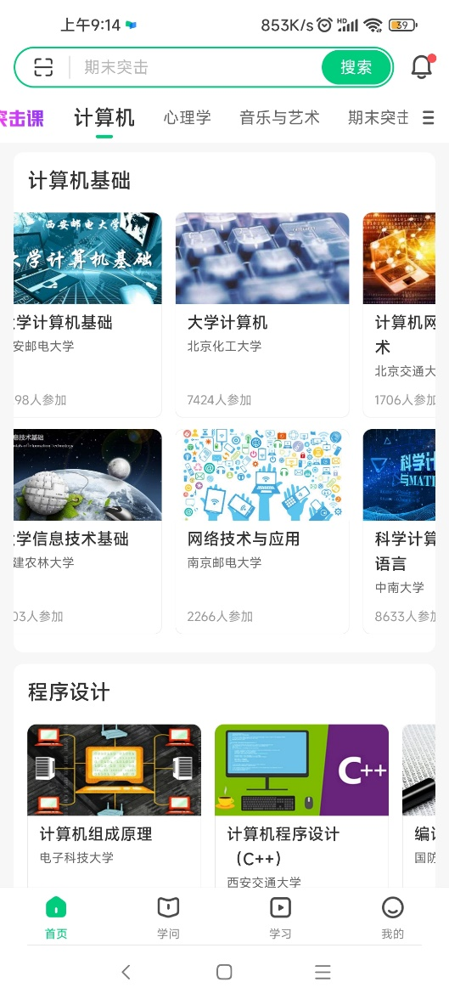 上午9:14
853K/s
HD
39
期末突击
搜索
突击课
计算机
心理学
音乐与艺术
期末突击
计算机基础
西安邮电大学
大学计算机基础
大学计算机基础
安邮电大学
98人参加
大学计算机
北京化工大学
7424人参加
计算机网
术
北京交通大
1706人参加
息技术基础
大学信息技术基础
建农林大学
03人参加
网络技术与应用
南京邮电大学
2266人参加
科学计
与MATI
科学计算
语言
中南大学
8633人参加
程序设计
计算机组成原理
电子科技大学
C++
计算机程序设计
（C++）
西安交通大学
编译
国防
首页
学问
学习
我的